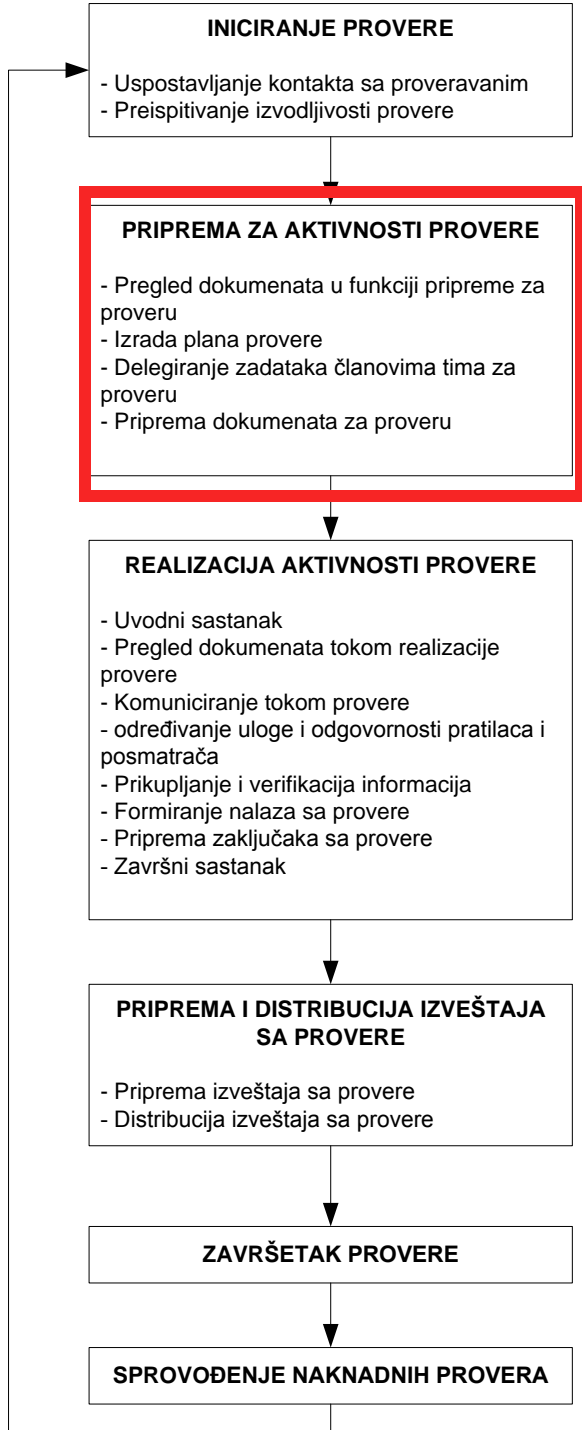 INICIRANJE PROVERE
- Uspostavljanje kontakta sa proveravanim
- Preispitivanje izvodljivosti provere
PRIPREMA ZA AKTIVNOSTI PROVERE
- Pregled dokumenata u funkciji pripreme za
proveru
- Izrada plana provere
- Delegiranje zadataka članovima tima za
proveru
- Priprema dokumenata za proveru
REALIZACIJA AKTIVNOSTI PROVERE
- Uvodni sastanak
- Pregled dokumenata tokom realizacije
provere
- Komuniciranje tokom provere
- određivanje uloge i odgovornosti pratilaca i
posmatrača
- Prikupljanje i verifikacija informacija
- Formiranje nalaza sa provere
- Priprema zaključaka sa provere
- Završni sastanak
PRIPREMA I DISTRIBUCIJA IZVEŠTAJA
SA PROVERE
- Priprema izveštaja sa provere
- Distribucija izveštaja sa provere
ZAVRŠETAK PROVERE
SPROVOĐENJE NAKNADNIH PROVERA